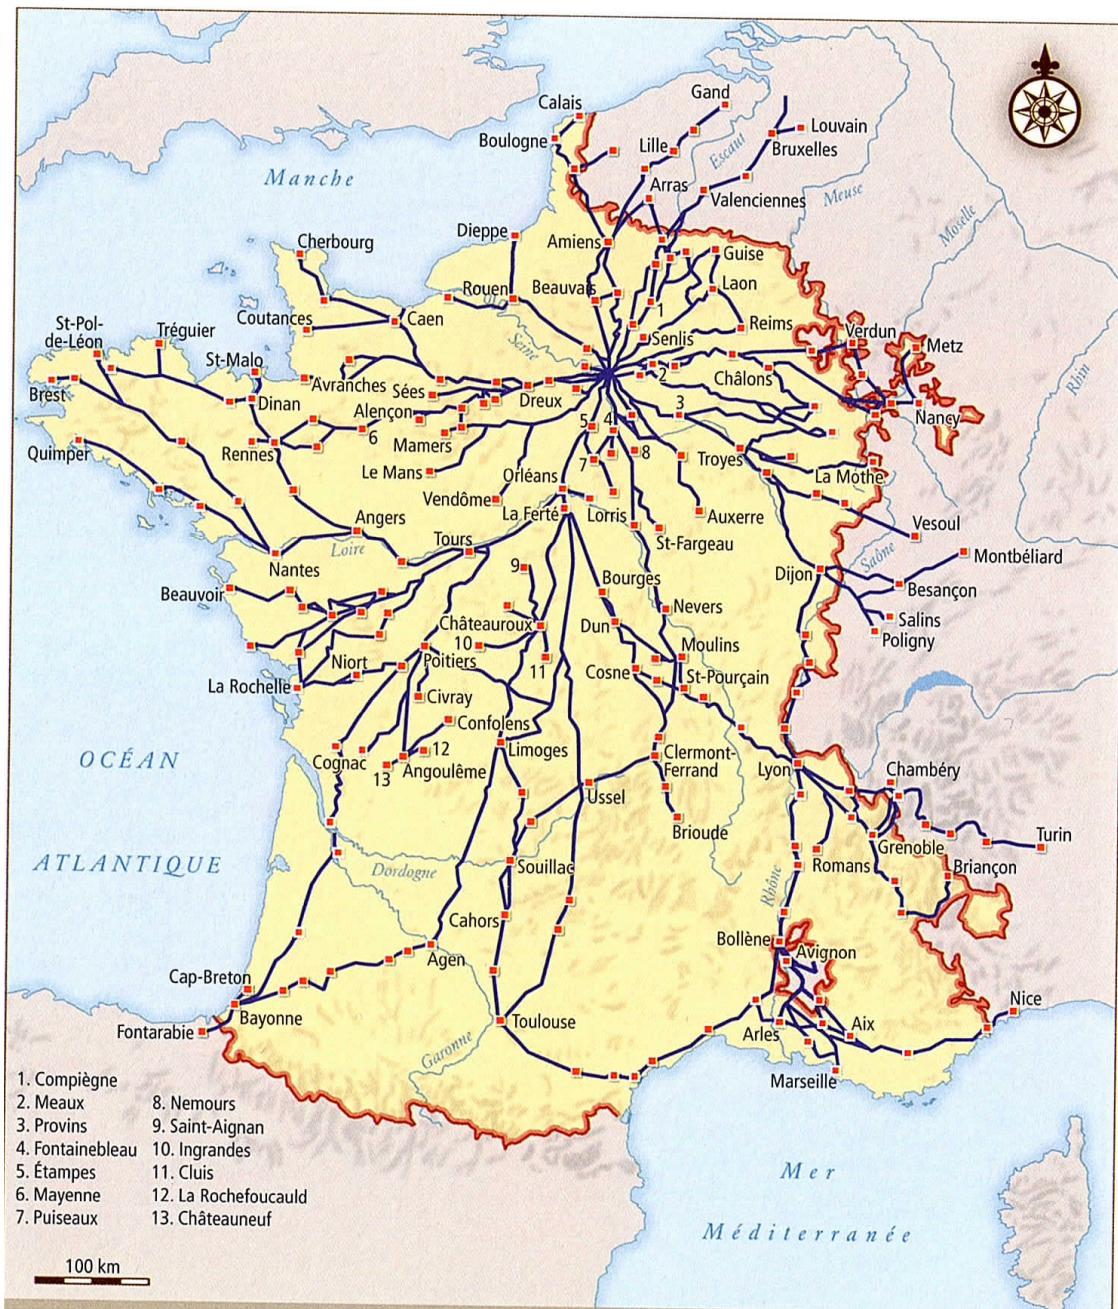 Calais
Gand
Boulogne
Lille
Escaut
Louvain
Bruxelles
Manche
Arras
Valenciennes
Meuse
Moselle
Cherbourg
Dieppe
Amiens
Guise
Rouen
Beauvais
Laon
1
Coutances
Caen
Reims
St-Pol-
de-Léon
Tréguier
Seine
Senlis
Verdun
Metz
St-Malo
Avranches
Sées
Dreux
2
Châlons
Rhin
Brest
Dinan
Alençon
5
4
3
Nancy
Quimper
Rennes
6
Mamers
7
8
Troyes
Le Mans
Orléans
La Mothe
Vendôme
La Ferté
Lorris
Auxerre
Angers
St-Fargeau
Vesoul
Tours
Loire
Saône
Montbéliard
Nantes
9
Bourges
Dijon
Beauvoir
Nevers
Besançon
Châteauroux
Dun
Salins
10
Moulins
Poligny
Niort
Poitiers
11
Cosne
St-Pourçain
La Rochelle
Civray
Confolens
12
Limoges
OCÉAN
Cognac
13
Angoulême
Clermont-
Ferrand
Lyon
Chambéry
Ussel
Brioude
Turin
ATLANTIQUE
Dordogne
Souillac
Rhône
Romans
Grenoble
Briançon
Cahors
Bollène
Agen
Avignon
Cap-Breton
Bayonne
Toulouse
Nice
Fontarabie
Garonne
Arles
Aix
Marseille
1. Compiègne
2. Meaux
3. Provins
4. Fontainebleau
5. Étampes
6. Mayenne
7. Puiseaux
8. Nemours
9. Saint-Aignan
10. Ingrandes
11. Cluis
12. La Rochefoucauld
13. Châteauneuf
Mer
Méditerranée
100 km